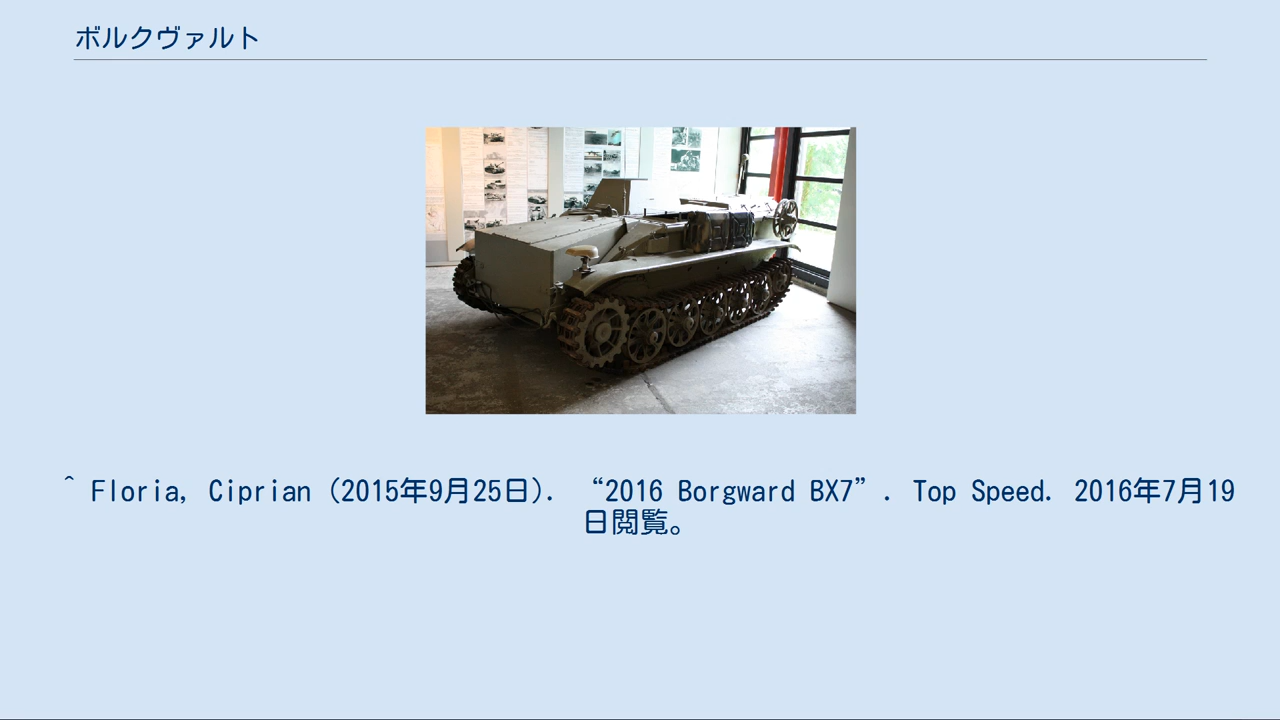 ボルクヴァルト
^ Floria, Ciprian (2015年9月25日). “2016 Borgward BX7”. Top Speed. 2016年7月19
日閲覧。